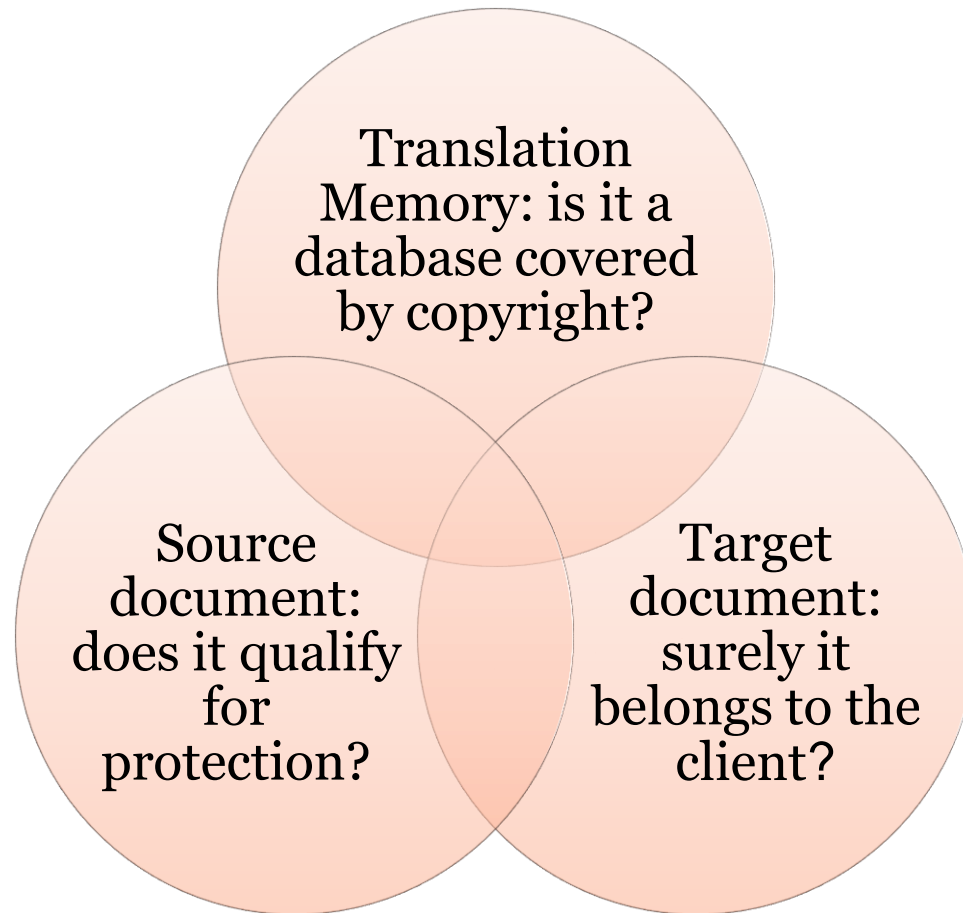 Translation
Memory: is it a
database covered
by copyright?
Source
document:
does it qualify
for
protection?
Target
document:
surely it
belongs to the
client?